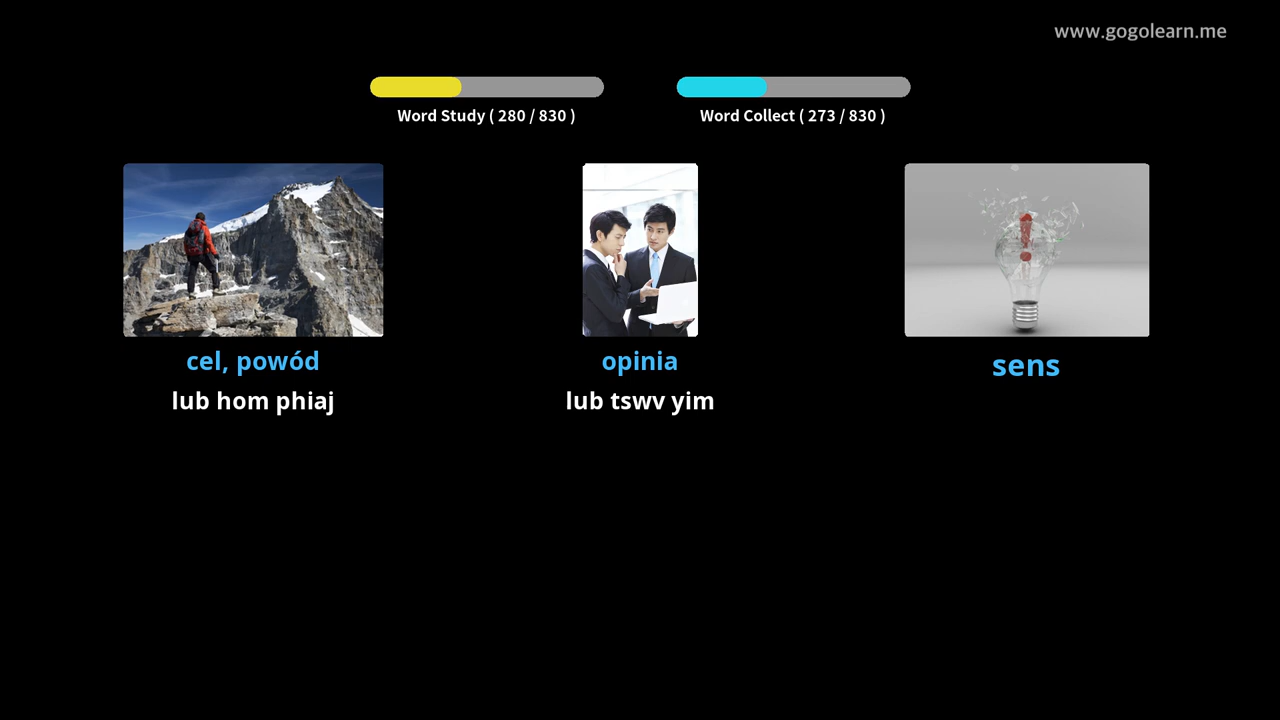 www.gogolearn.me
Word Study ( 280 / 830 )
Word Collect ( 273 / 830 )
cel, powód
lub hom phiaj
opinia
lub tswv yim
sens